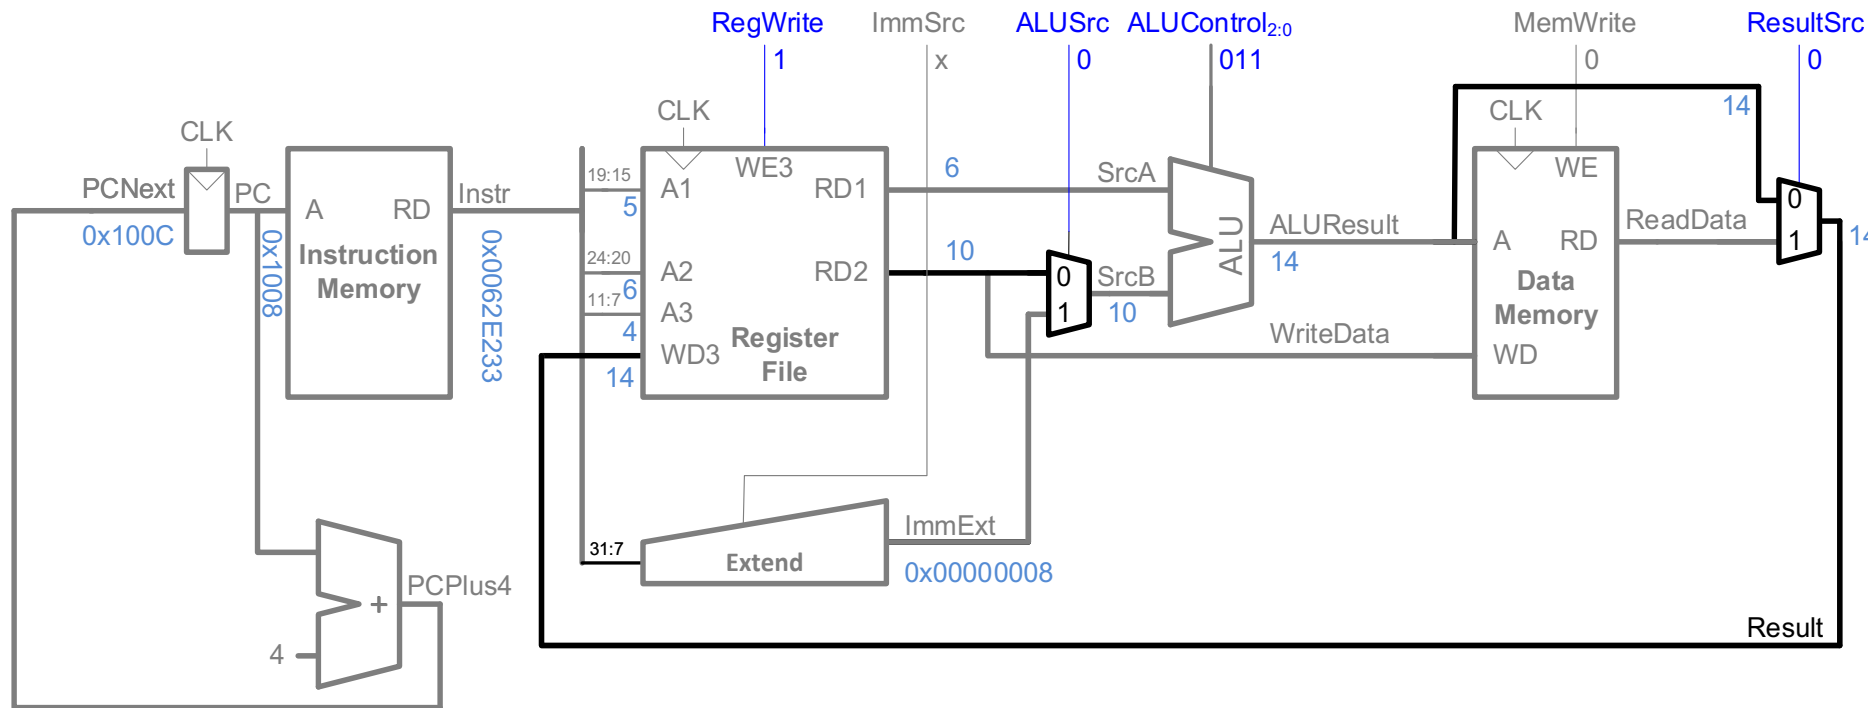 RegWrite ImmSrc ALUSrc ALUControl2:0 MemWrite ResultSrc
1 x 0 011 0 0
CLK CLK 14 CLK
PCNext PC Instr 19:15 A1 WE3 RD1 6 SrcA WE 0
0x100C A RD 5
Instruction Memory
0x1008
0x0062E233
24:20 A2 RD2 10 0 SrcB ALU ALUResult A RD ReadData 1 14
6 14
11:7 A3 1 10
4
Register File
Data Memory
WD3 WriteData WD
14
31:7 Extend ImmExt
0x00000008
PCPlus4
+
4
Result